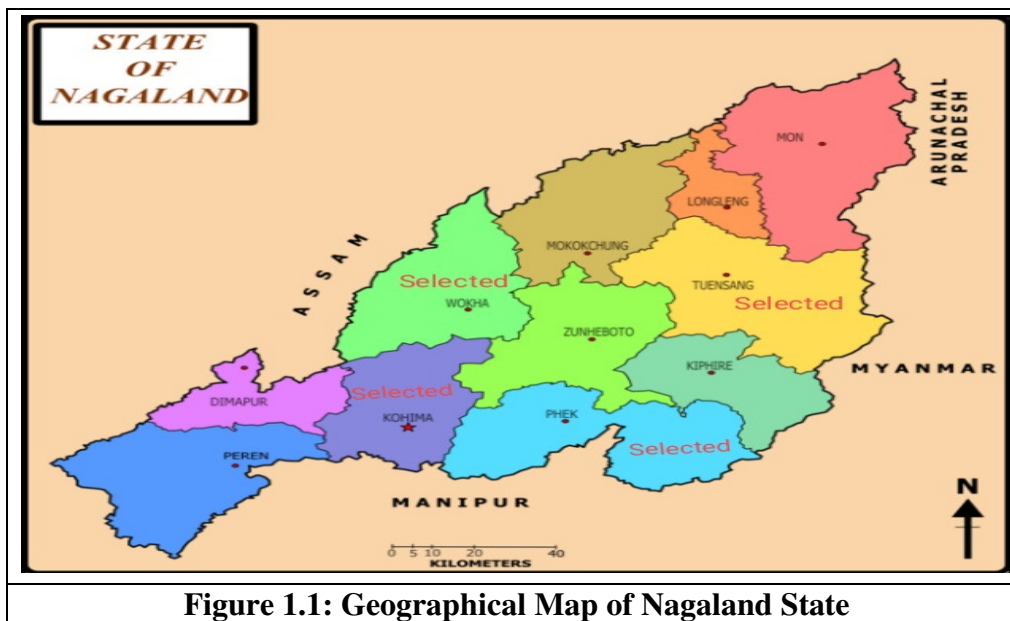 STATE
OF
NAGALAND
MON
ARUNACHAL
PRADESH
LONGLENG
MOKOKCHUNG
ASSAM
Selected
WOKHA
TUENSANG
Selected
ZUNHEBOTO
KIPHIRE
MYANMAR
DIMAPUR
Selected
KOHIMA
PHEK
Selected
PEREN
MANIPUR
N
0 5 10 20 40
KILOMETERS
Figure 1.1: Geographical Map of Nagaland State